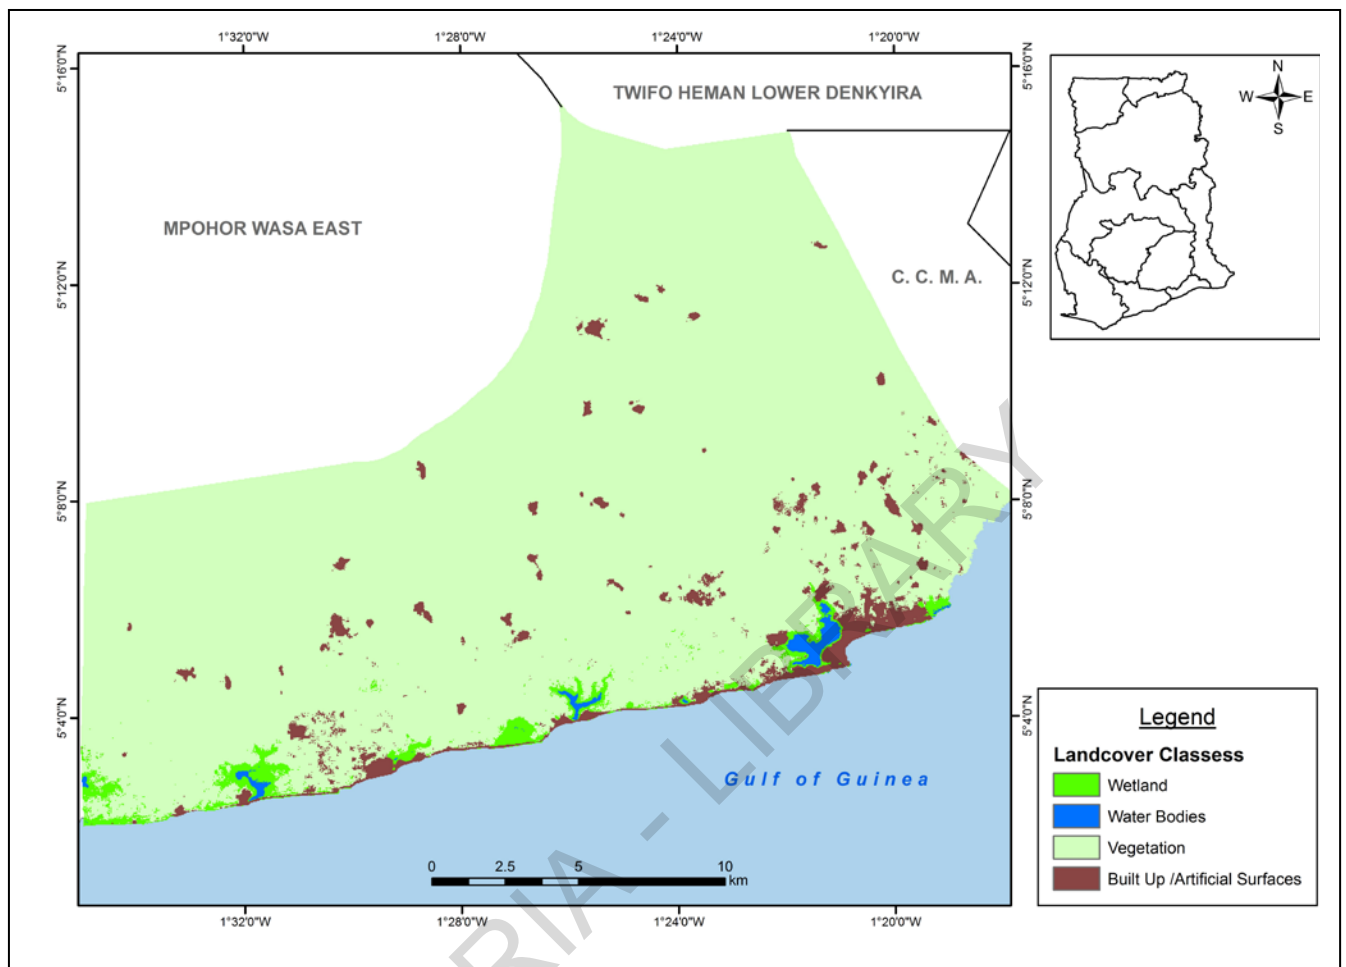 1°32'0"W 1°28'0"W 1°24'0"W 1°20'0"W
5°16'0"N
5°16'0"N
TWIFO HEMAN LOWER DENKYIRA
N
W E
S
MPOHOR WASA EAST
C. C. M. A.
5°12'0"N
5°12'0"N
5°8'0"N
5°8'0"N
5°4'0"N
5°4'0"N
Gulf of Guinea
0 2.5 5 10
km
1°32'0"W 1°28'0"W 1°24'0"W 1°20'0"W
Legend
Landcover Classess
Wetland
Water Bodies
Vegetation
Built Up /Artificial Surfaces
RIA - LIBRARY